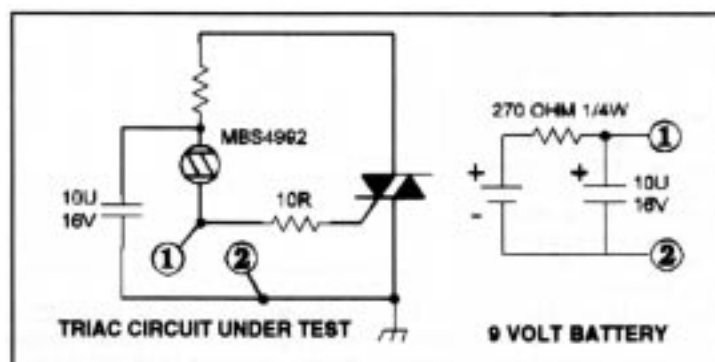 MBS4992
270 OHM 1/4W
10U
16V
10R
1
2
+
-
+
10U
16V
1
2
TRIAC CIRCUIT UNDER TEST
9 VOLT BATTERY